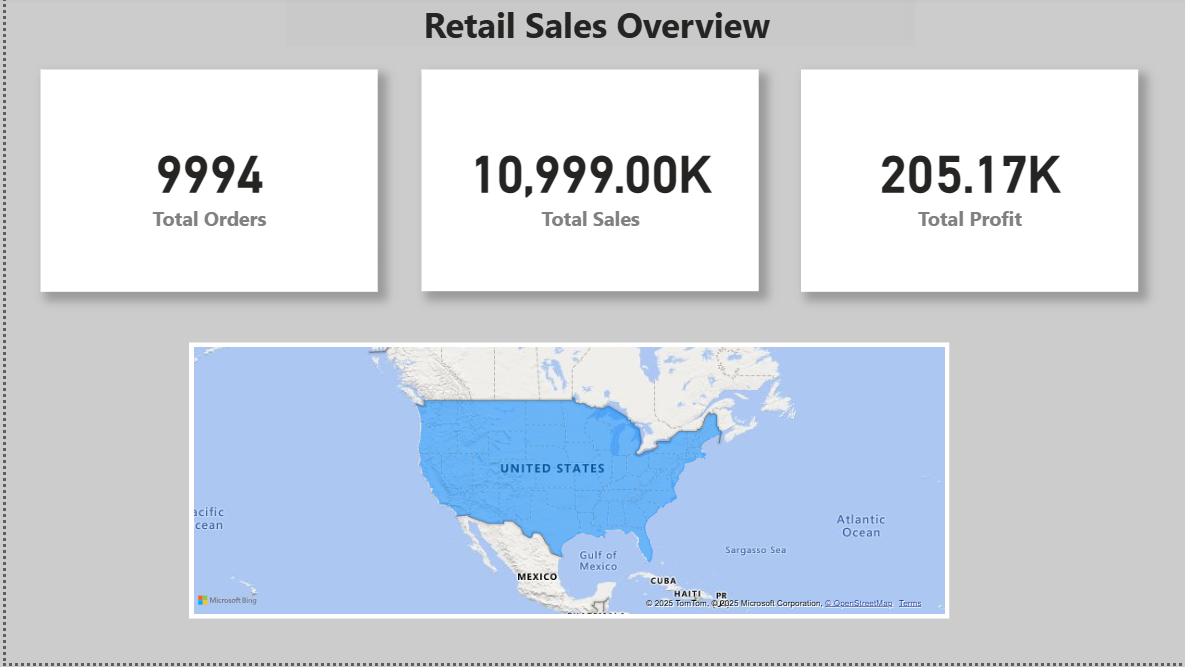 Retail Sales Overview
9994
Total Orders
10,999.00K
Total Sales
205.17K
Total Profit
UNITED STATES
acific
cean
Atlantic
Ocean
Gulf of
Mexico
Sargasso Sea
MEXICO
CUBA
HAITI
PR
Microsoft Bing
© 2025 TomTom, © 2025 Microsoft Corporation, © OpenStreetMap Terms